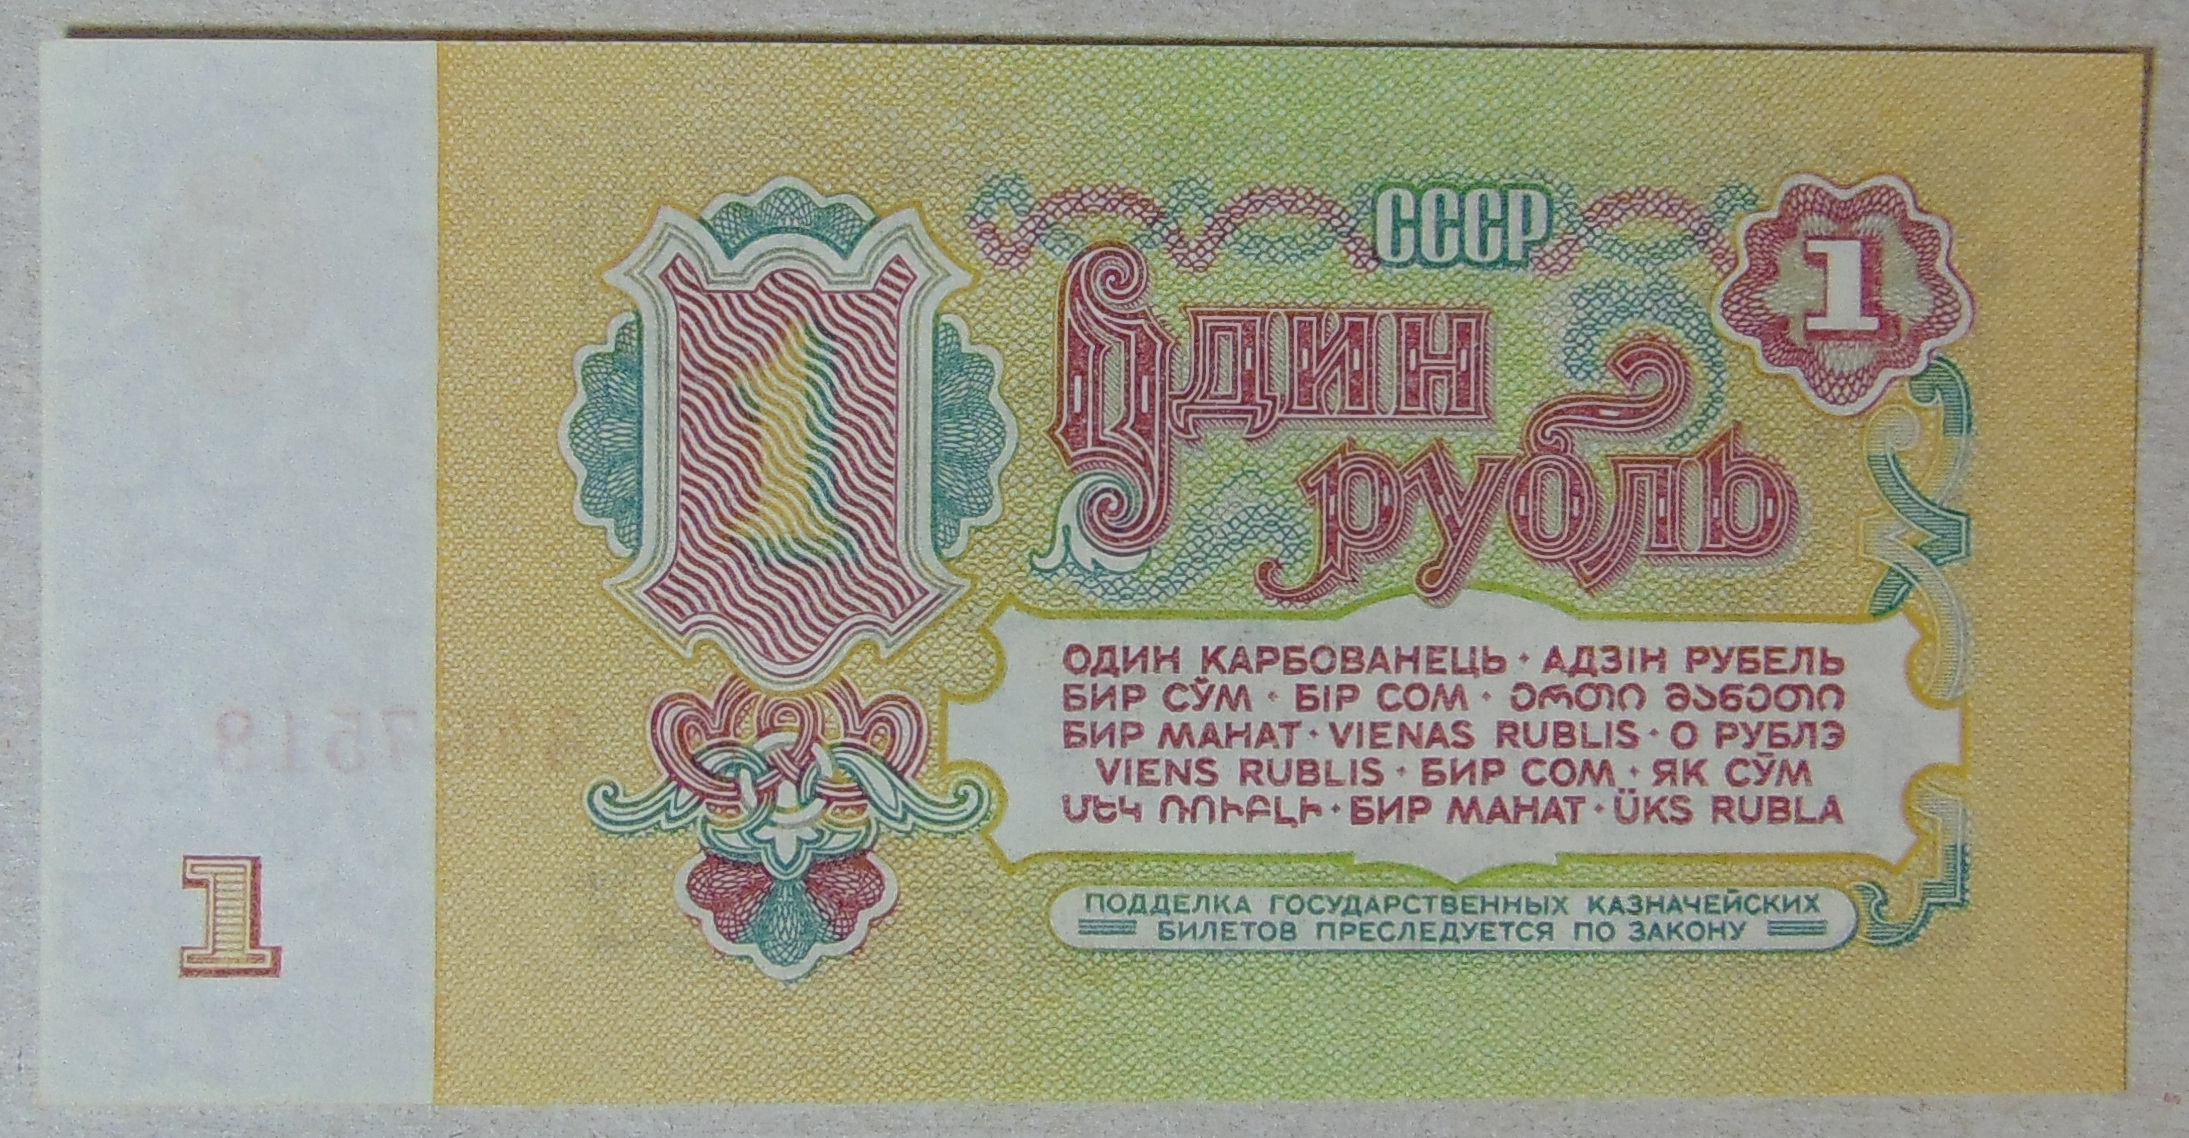 СССР
1
1
Один
рубль
ОДИН КАРБОВАНЕЦЬ · АДЗІН РУБЕЛЬ
БИР СЎМ · БІР СОМ · ერთი მანეთი
БИР МАНАТ · VIENAS RUBLIS · О РУБЛЭ
VIENS RUBLIS · БИР СОМ · ЯК СӮМ
ՄԵԿ ՌՈՒԲԼԻ · БИР МАНАТ · ÜKS RUBLA
ПОДДЕЛКА ГОСУДАРСТВЕННЫХ КАЗНАЧЕЙСКИХ
БИЛЕТОВ ПРЕСЛЕДУЕТСЯ ПО ЗАКОНУ
1